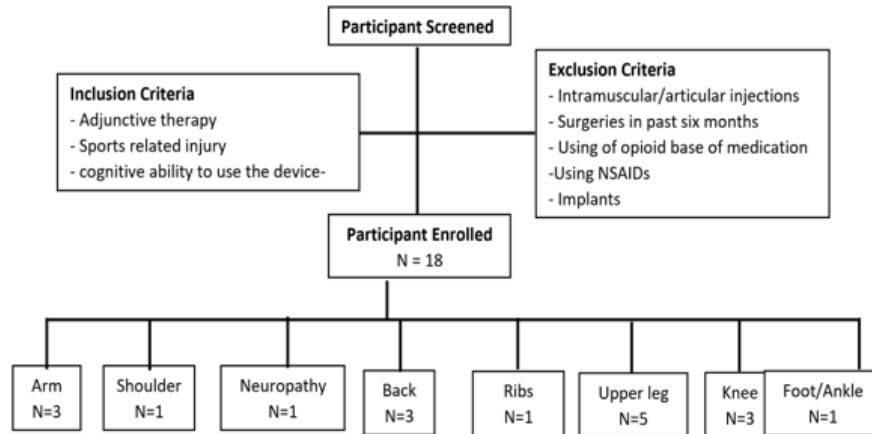 Participant Screened
Inclusion Criteria
- Adjunctive therapy
- Sports related injury
- cognitive ability to use the device-
Exclusion Criteria
- Intramuscular/articular injections
- Surgeries in past six months
- Using of opioid base of medication
-Using NSAIDs
- Implants
Participant Enrolled
N = 18
Arm
N=3
Shoulder
N=1
Neuropathy
N=1
Back
N=3
Ribs
N=1
Upper leg
N=5
Knee
N=3
Foot/Ankle
N=1